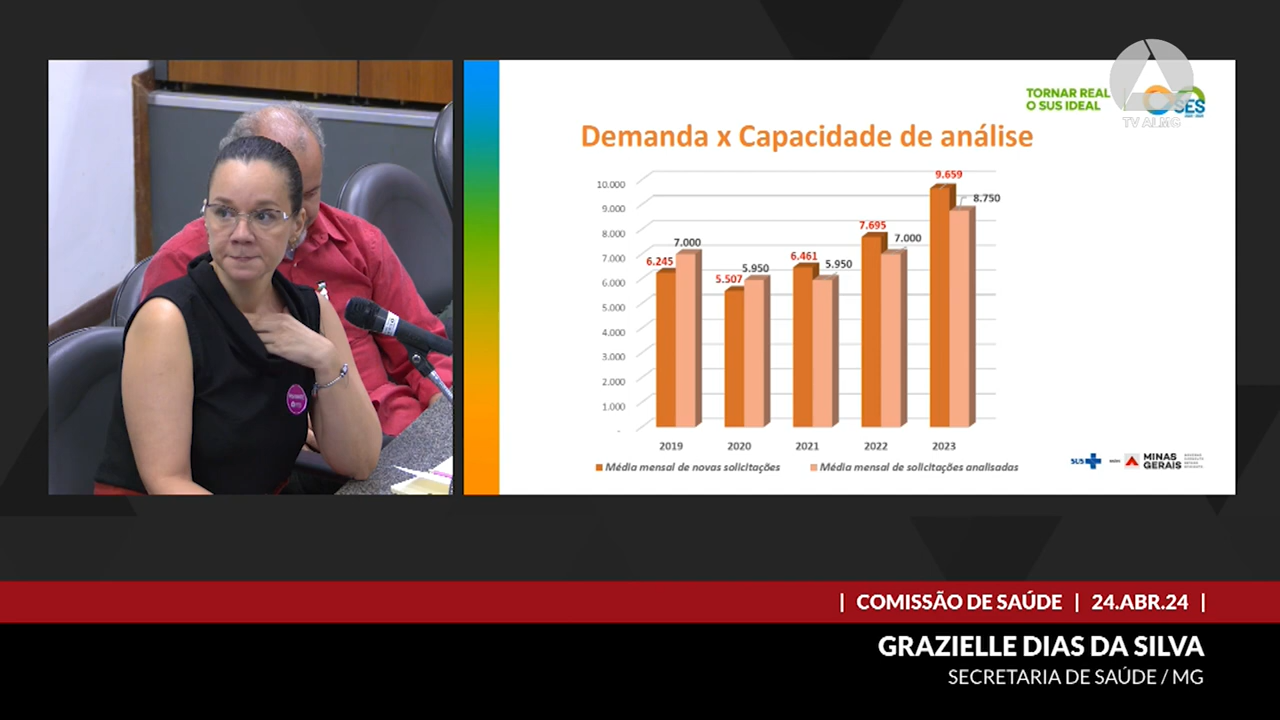 TORNAR REAL
O SUS IDEAL
SES
TV ALMG
Demanda x Capacidade de análise
10.000
9.000
8.000
7.000
6.000
5.000
4.000
3.000
2.000
1.000
-
6.245
7.000
5.507
5.950
6.461
5.950
7.695
7.000
9.659
8.750
2019
2020
2021
2022
2023
Média mensal de novas solicitações
Média mensal de solicitações analisadas
SUS
MINAS
GERAIS
| COMISSÃO DE SAÚDE | 24.ABR.24 |
GRAZIELLE DIAS DA SILVA
SECRETARIA DE SAÚDE / MG